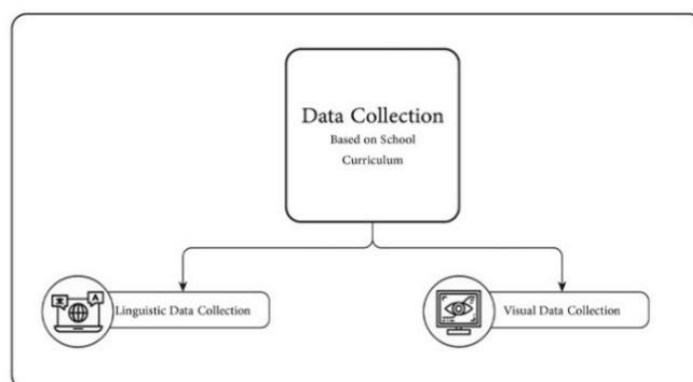 Data Collection
Based on School
Curriculum
Linguistic Data Collection
Visual Data Collection